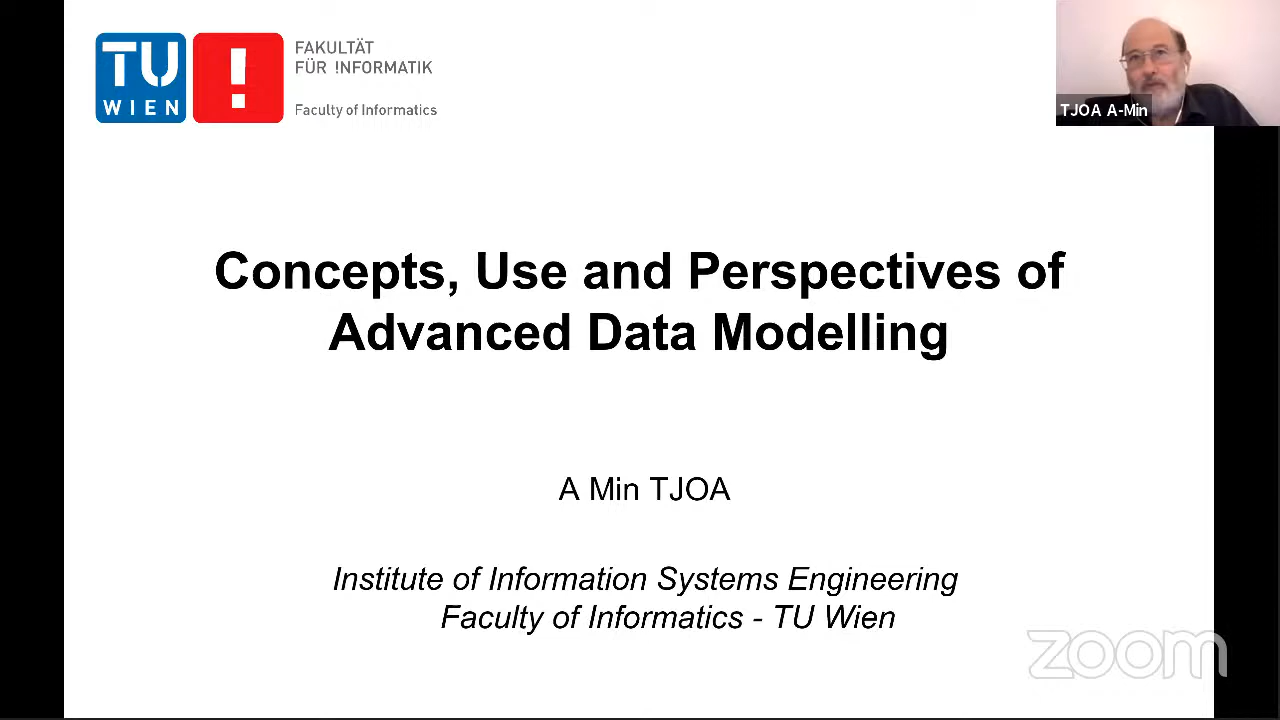 TU
WIEN
!
FAKULTÄT
FÜR !NFORMATIK
Faculty of Informatics
TJOA A-Min
Concepts, Use and Perspectives of
Advanced Data Modelling
A Min TJOA
Institute of Information Systems Engineering
Faculty of Informatics - TU Wien
zoom